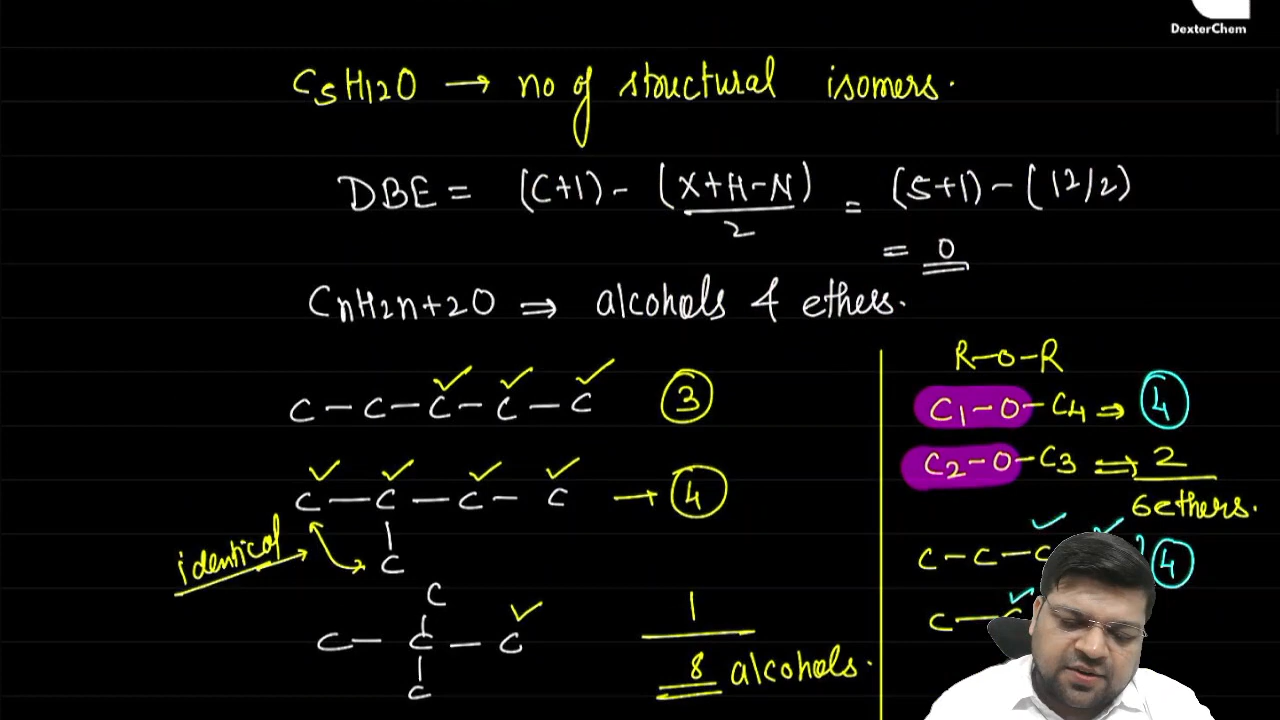 DexterChem
C5H12O → no of structural isomers.
DBE = (C+1) - (X+H-N)/2 = (5+1) - (12/2)
= 0
CnH2n+2O ⇒ alcohols & ethers.
C - C - C - C - C 3
C - C - C - C → 4
C
identical
C
C - C - C
C
1
8 alcohols.
R-O-R
C1-O-C4 ⇒ 4
C2-O-C3 ⇒ 2
6 ethers.
C - C - C 4
C